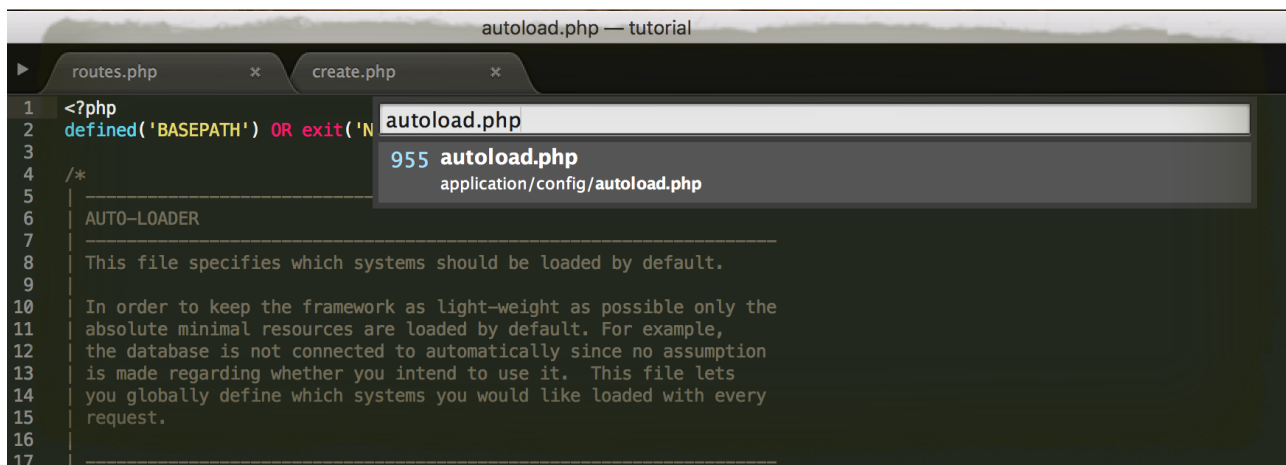 autoload.php — tutorial
routes.php × create.php ×
autoload.php
955 autoload.php
application/config/autoload.php
1 <?php
2 defined('BASEPATH') OR exit('N
3
4 /*
5 | -------------------------------------------------------------------
6 | AUTO-LOADER
7 | -------------------------------------------------------------------
8 | This file specifies which systems should be loaded by default.
9 |
10 | In order to keep the framework as light-weight as possible only the
11 | absolute minimal resources are loaded by default. For example,
12 | the database is not connected to automatically since no assumption
13 | is made regarding whether you intend to use it.  This file lets
14 | you globally define which systems you would like loaded with every
15 | request.
16 |
17 | -------------------------------------------------------------------